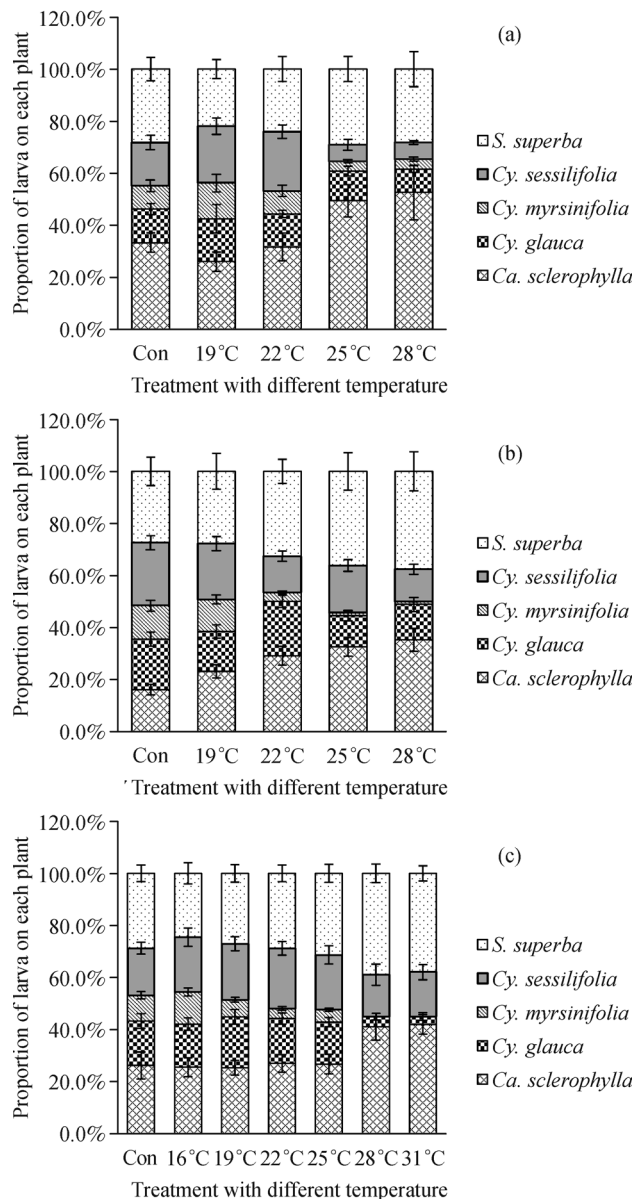 (a)
Proportion of larva on each plant
120.0%
100.0%
80.0%
60.0%
40.0%
20.0%
0.0%
Con 19°C 22°C 25°C 28°C
Treatment with different temperature
S. superba
Cy. sessilifolia
Cy. myrsinifolia
Cy. glauca
Ca. sclerophylla
(b)
Proportion of larva on each plant
120.0%
100.0%
80.0%
60.0%
40.0%
20.0%
0.0%
Con 19°C 22°C 25°C 28°C
Treatment with different temperature
S. superba
Cy. sessilifolia
Cy. myrsinifolia
Cy. glauca
Ca. sclerophylla
(c)
Proportion of larva on each plant
120.0%
100.0%
80.0%
60.0%
40.0%
20.0%
0.0%
Con 16°C 19°C 22°C 25°C 28°C 31°C
Treatment with different temperature
S. superba
Cy. sessilifolia
Cy. myrsinifolia
Cy. glauca
Ca. sclerophylla